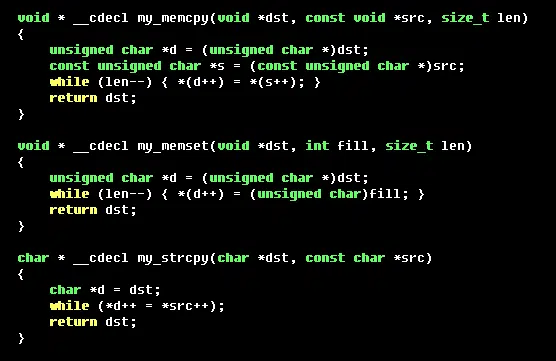 void * __cdecl my_memcpy(void *dst, const void *src, size_t len)
{
    unsigned char *d = (unsigned char *)dst;
    const unsigned char *s = (const unsigned char *)src;
    while (len--) { *(d++) = *(s++); }
    return dst;
}

void * __cdecl my_memset(void *dst, int fill, size_t len)
{
    unsigned char *d = (unsigned char *)dst;
    while (len--) { *(d++) = (unsigned char)fill; }
    return dst;
}

char * __cdecl my_strcpy(char *dst, const char *src)
{
    char *d = dst;
    while (*d++ = *src++);
    return dst;
}